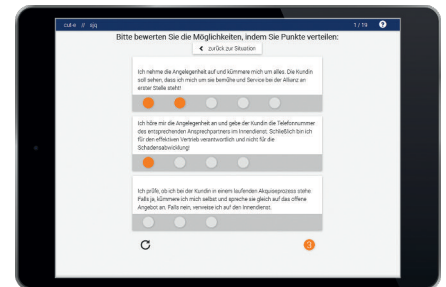 cut-e // sjq
1 / 19
Bitte bewerten Sie die Möglichkeiten, indem Sie Punkte verteilen:
zurück zur Situation
Ich nehme die Angelegenheit auf und kümmere mich um alles. Die Kundin
soll sehen, dass ich mich um sie bemühe und Service bei der Allianz an
erster Stelle steht!
Ich höre mir die Angelegenheit an und gebe der Kundin die Telefonnummer
des entsprechenden Ansprechpartners im Innendienst. Schließlich bin ich
für den effektiven Vertrieb verantwortlich und nicht für die
Schadensabwicklung!
Ich prüfe, ob ich bei der Kundin in einem laufenden Akquiseprozess stehe.
Falls ja, kümmere ich mich selbst und spreche sie gleich auf das offene
Angebot an. Falls nein, verweise ich auf den Innendienst.